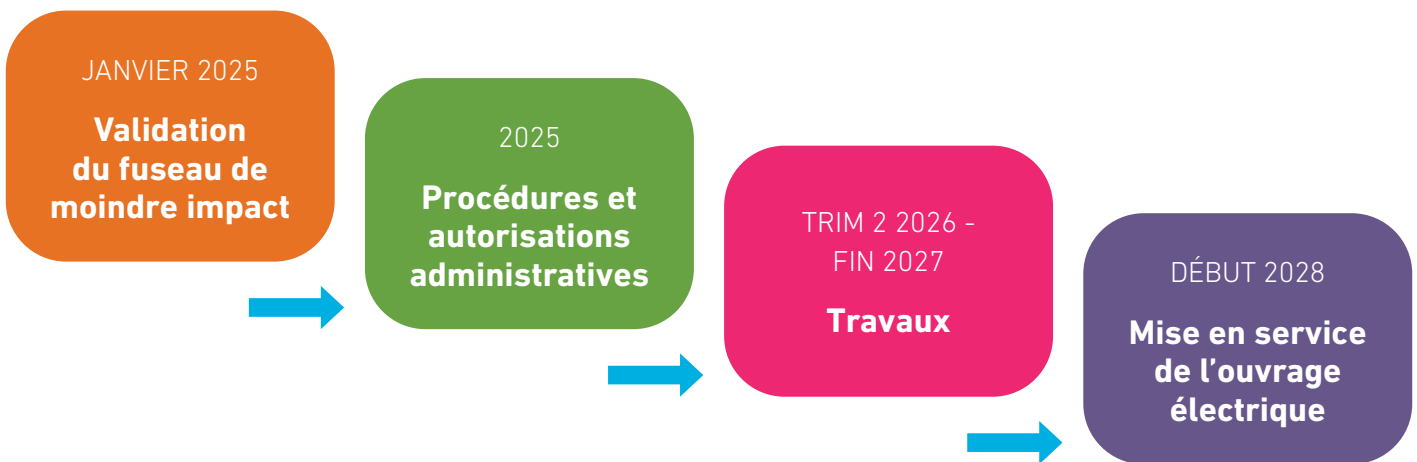 JANVIER 2025
Validation
du fuseau de
moindre impact
2025
Procédures et
autorisations
administratives
TRIM 2 2026 -
FIN 2027
Travaux
DÉBUT 2028
Mise en service
de l’ouvrage
électrique